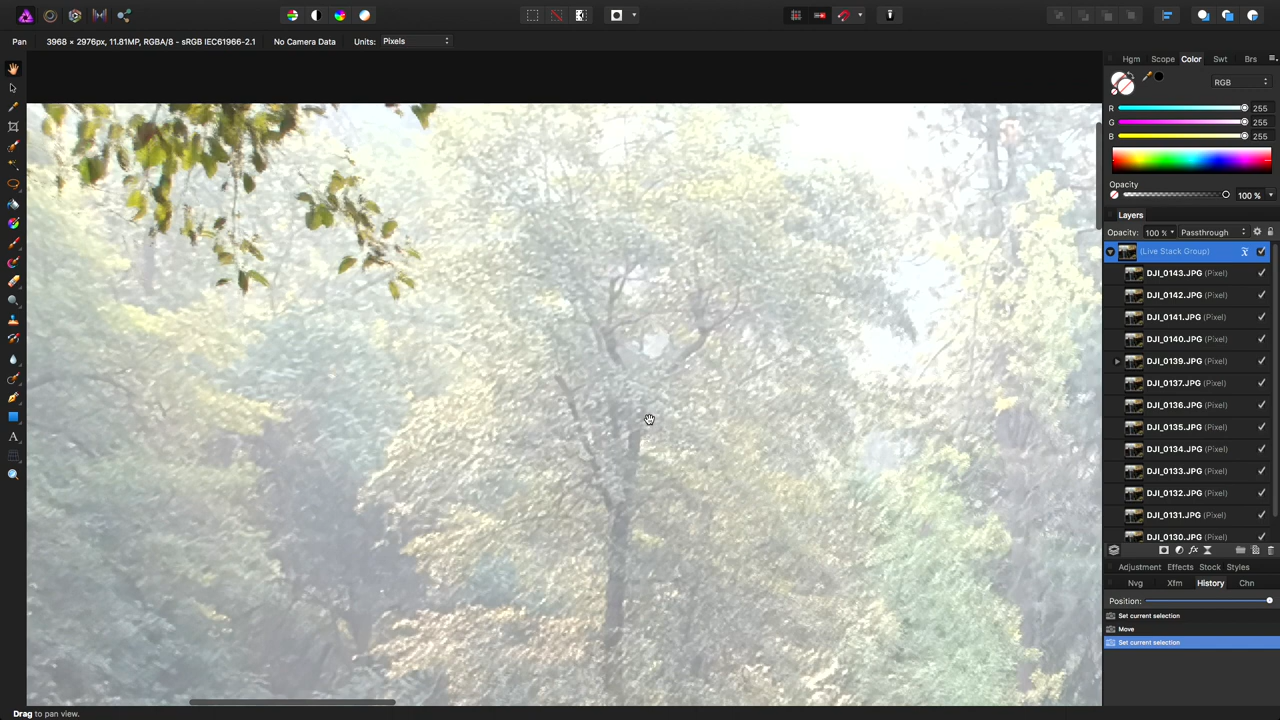 Pan
3968 × 2976px, 11.81MP, RGBA/8 - sRGB IEC61966-2.1
No Camera Data
Units: Pixels
Hgm Scope Color Swt Brs
RGB
R 255
G 255
B 255
Opacity
100 %
Layers
Opacity: 100 % Passthrough
(Live Stack Group)
DJI_0143.JPG (Pixel)
DJI_0142.JPG (Pixel)
DJI_0141.JPG (Pixel)
DJI_0140.JPG (Pixel)
DJI_0139.JPG (Pixel)
DJI_0137.JPG (Pixel)
DJI_0136.JPG (Pixel)
DJI_0135.JPG (Pixel)
DJI_0134.JPG (Pixel)
DJI_0133.JPG (Pixel)
DJI_0132.JPG (Pixel)
DJI_0131.JPG (Pixel)
DJI_0130.JPG (Pixel)
Adjustment Effects Stock Styles
Nvg Xfm History Chn
Position:
Set current selection
Move
Set current selection
Drag to pan view.